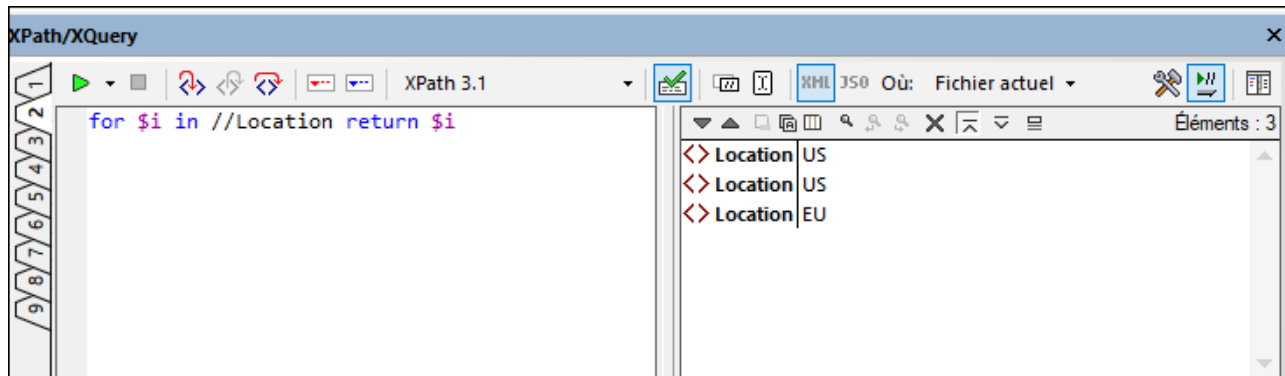 XPath/XQuery
XPath 3.1
XML JSO Où: Fichier actuel
1
2
3
4
5
6
7
8
9
for $i in //Location return $i
Éléments : 3
<> Location US
<> Location US
<> Location EU